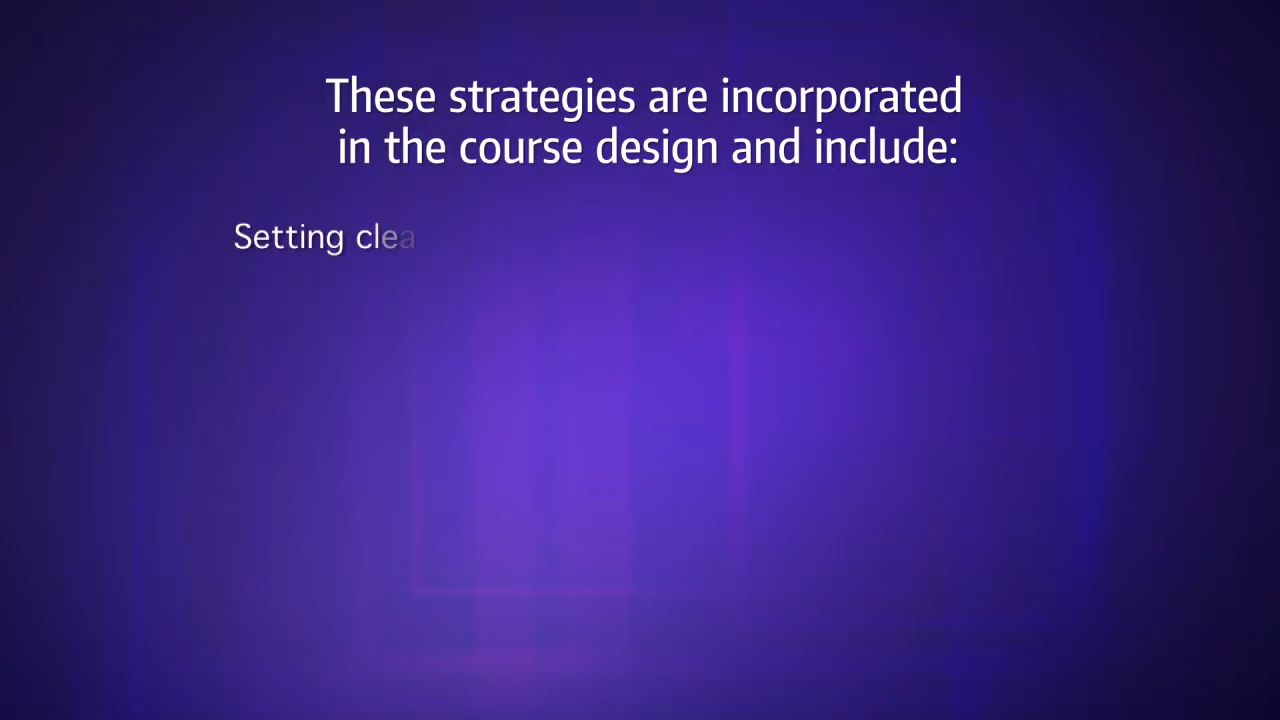 These strategies are incorporated
in the course design and include:
Setting clea